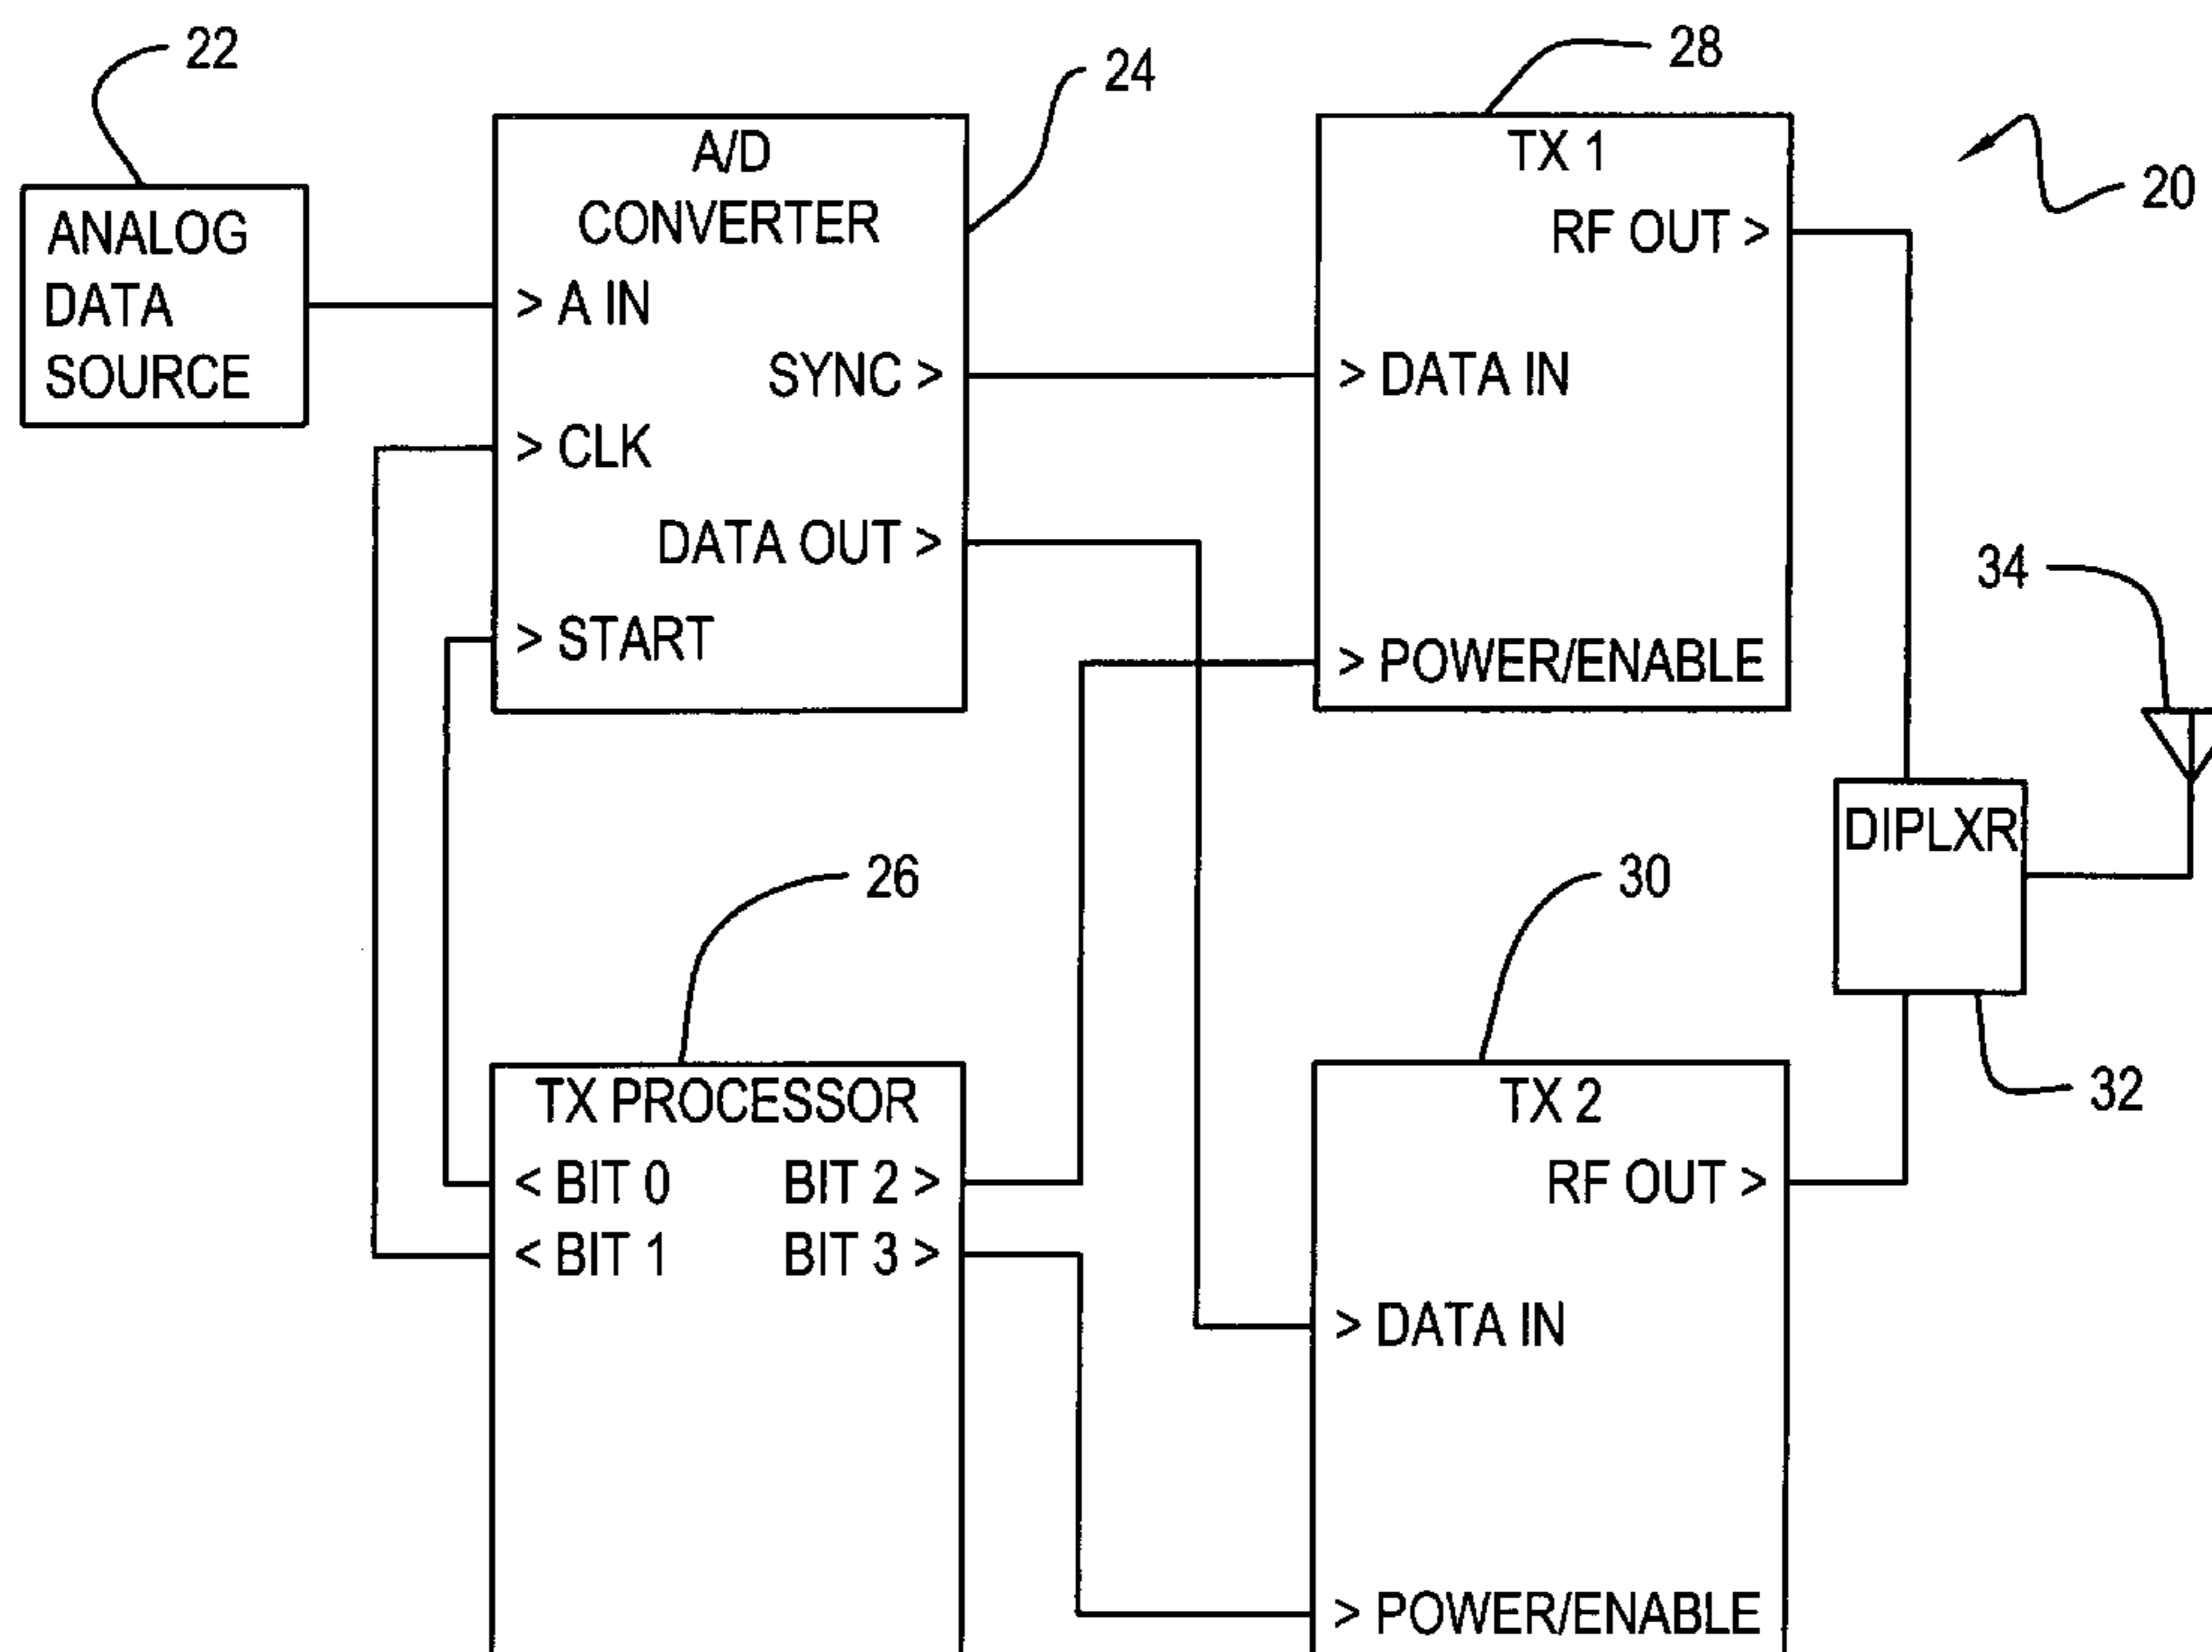 22
24
28
20
ANALOG
DATA
SOURCE
A/D
CONVERTER
> A IN
SYNC >
> CLK
DATA OUT >
> START
TX 1
RF OUT >
> DATA IN
> POWER/ENABLE
34
DIPLXR
32
26
TX PROCESSOR
< BIT 0 BIT 2 >
< BIT 1 BIT 3 >
30
TX 2
RF OUT >
> DATA IN
> POWER/ENABLE